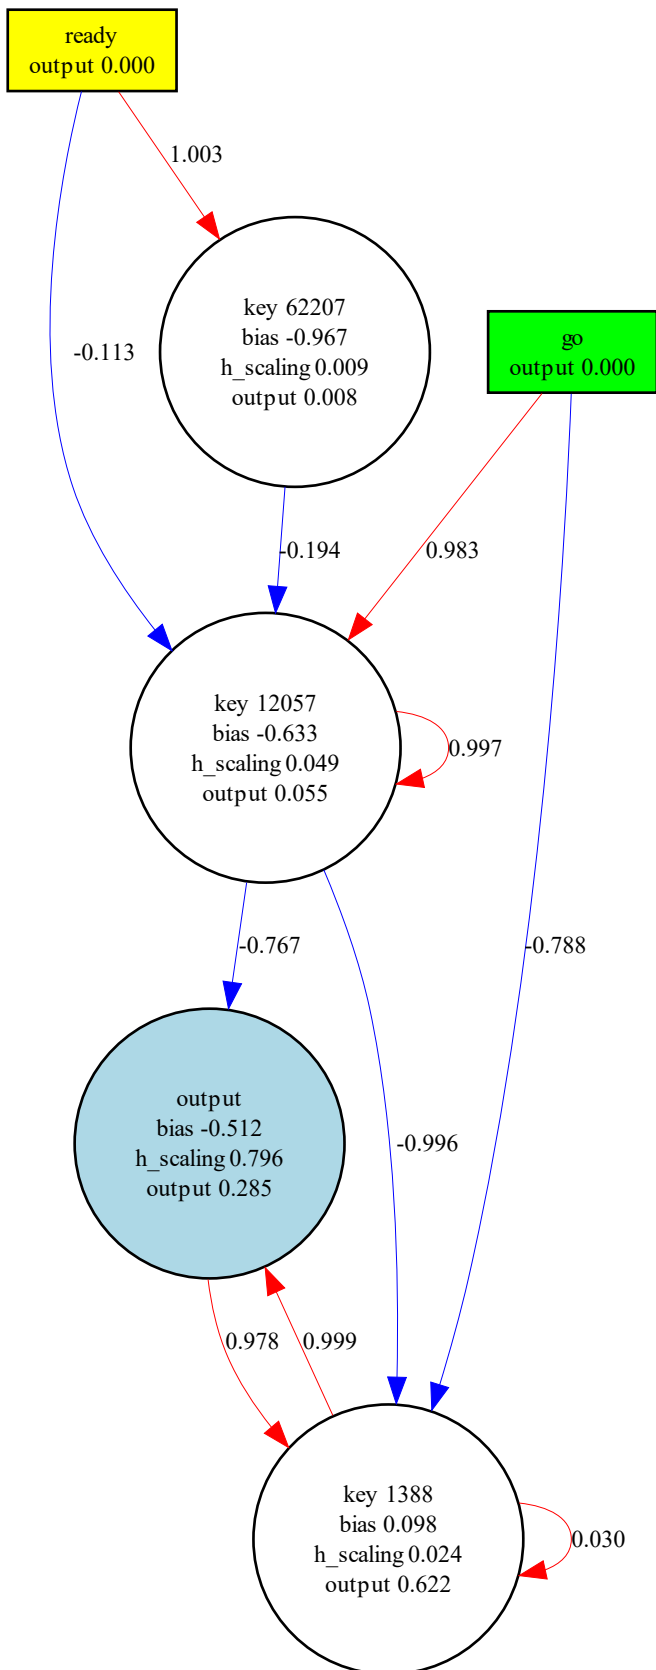 ready
output 0.000
1.003
key 62207
bias -0.967
h_scaling 0.009
output 0.008
go
output 0.000
-0.113
-0.194
0.983
key 12057
bias -0.633
h_scaling 0.049
output 0.055
0.997
-0.767
-0.788
output
bias -0.512
h_scaling 0.796
output 0.285
-0.996
0.978
0.999
key 1388
bias 0.098
h_scaling 0.024
output 0.622
0.030